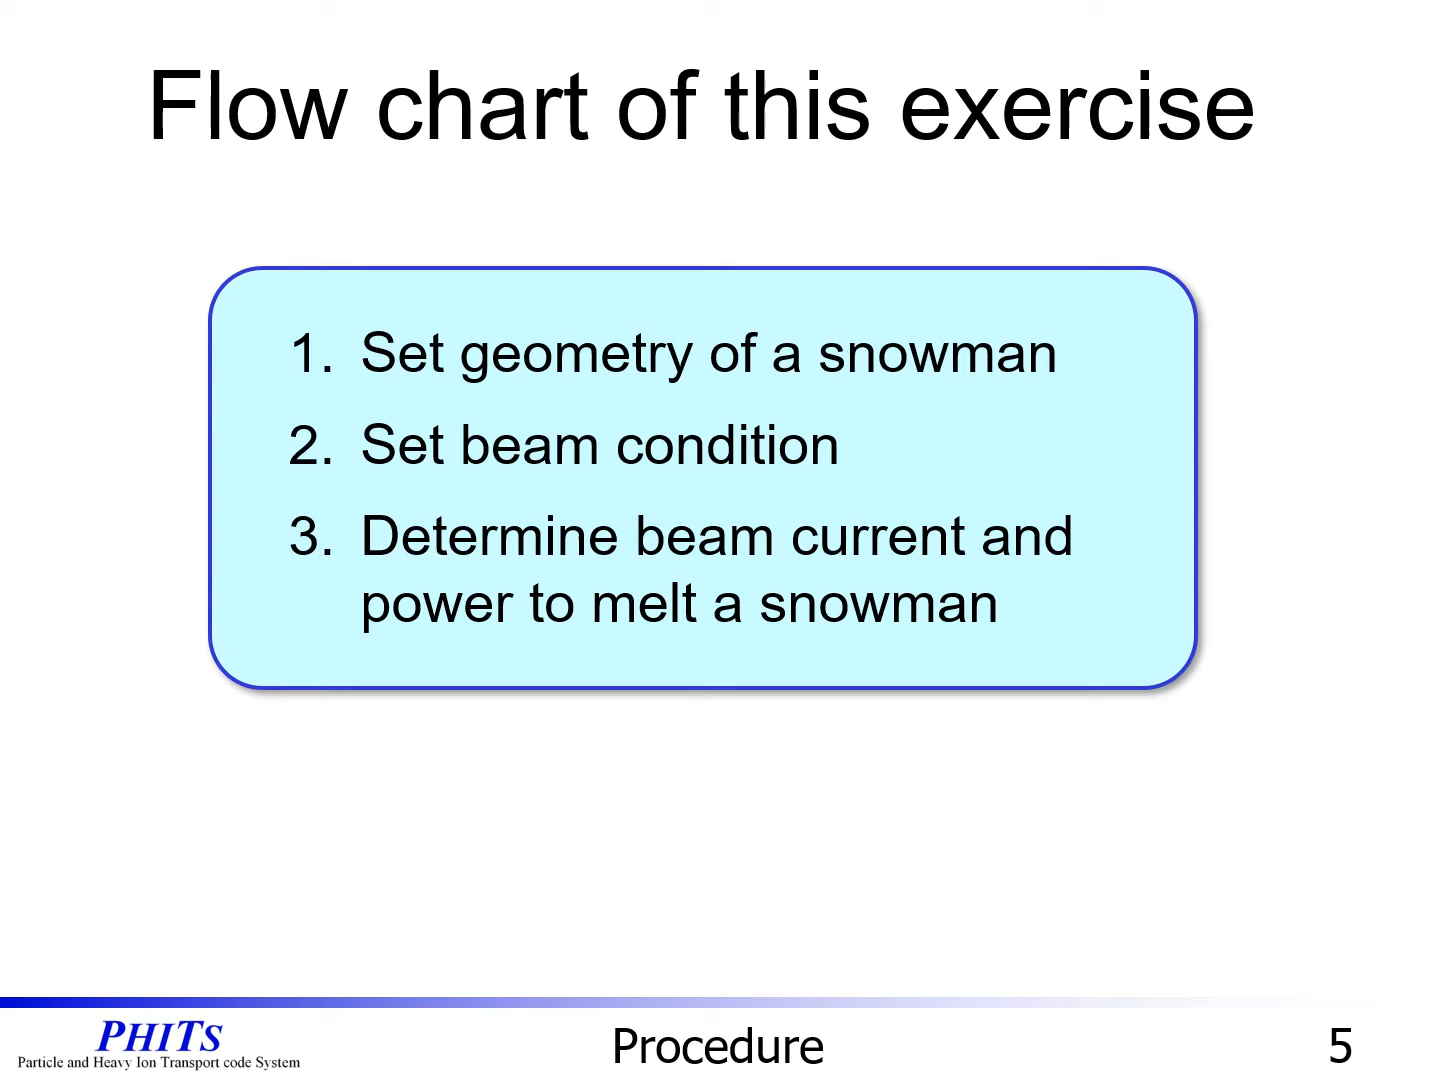 Flow chart of this exercise
1. Set geometry of a snowman
2. Set beam condition
3. Determine beam current and
power to melt a snowman
PHITS
Particle and Heavy Ion Transport code System
Procedure
5